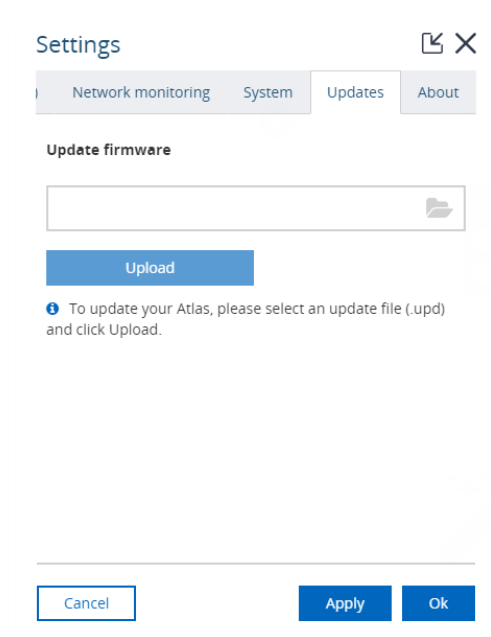 Settings
) Network monitoring System Updates About
Update firmware
Upload
To update your Atlas, please select an update file (.upd)
and click Upload.
Cancel Apply Ok